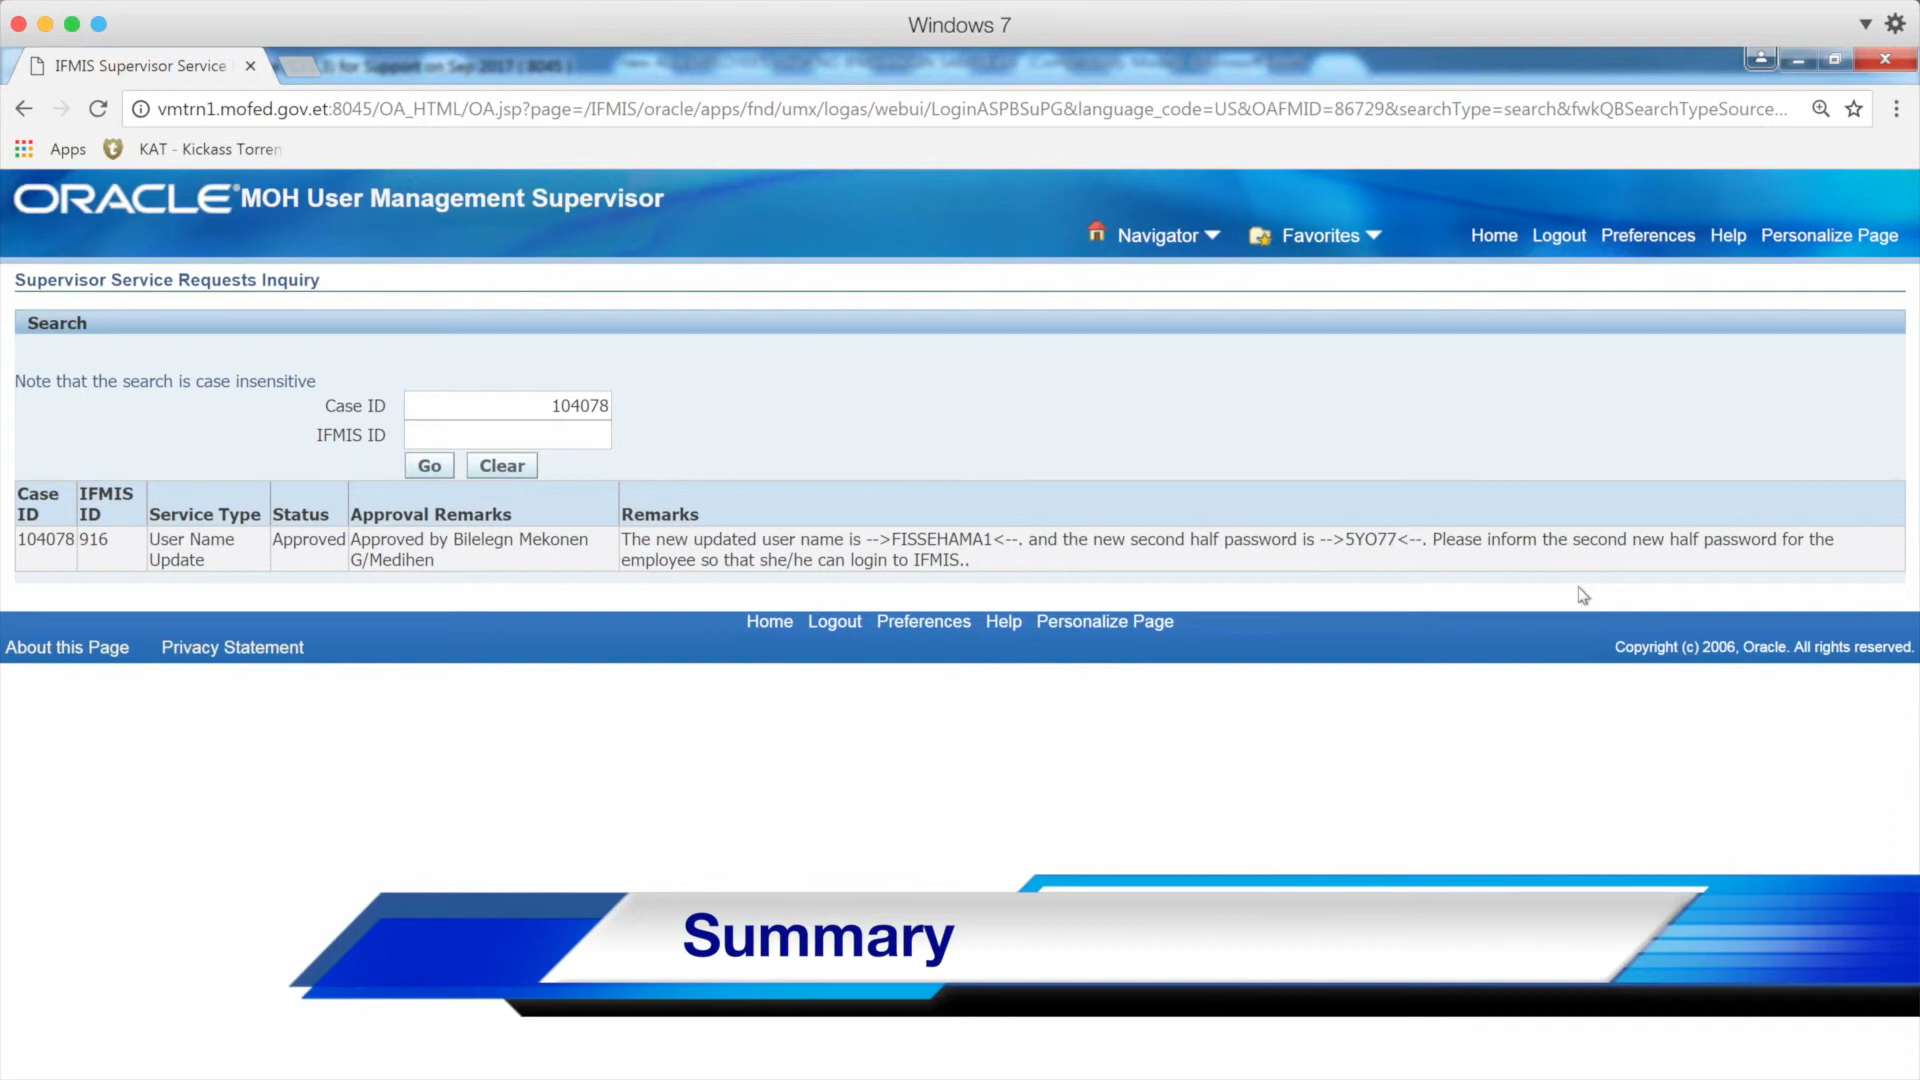 Windows 7
IFMIS Supervisor Service
for Support on Sep 2017 ( 8045 )
vmtrn1.mofed.gov.et:8045/OA_HTML/OA.jsp?page=/IFMIS/oracle/apps/fnd/umx/logas/webui/LoginASPBSuPG&language_code=US&OAFMID=86729&searchType=search&fwkQBSearchTypeSource...
Apps KAT - Kickass Torren
ORACLE® MOH User Management Supervisor
Navigator Favorites Home Logout Preferences Help Personalize Page
Supervisor Service Requests Inquiry
Search
Note that the search is case insensitive
Case ID 104078
IFMIS ID
Go Clear
Case ID IFMIS ID Service Type Status Approval Remarks Remarks
104078 916 User Name Approved Approved by Bilelegn Mekonen The new updated user name is -->FISSEHAMA1<--. and the new second half password is -->5YO77<--. Please inform the second new half password for the
Update G/Medihen employee so that she/he can login to IFMIS..
Home Logout Preferences Help Personalize Page
About this Page Privacy Statement Copyright (c) 2006, Oracle. All rights reserved.
Summary